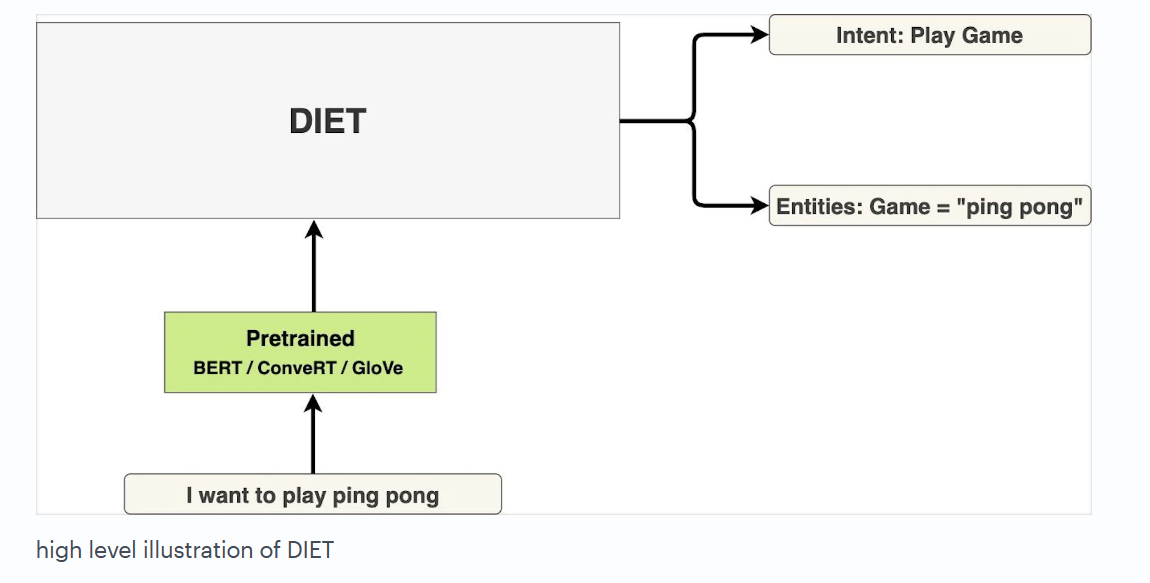 DIET
Intent: Play Game
Entities: Game = "ping pong"
Pretrained
BERT / ConveRT / GloVe
I want to play ping pong
high level illustration of DIET